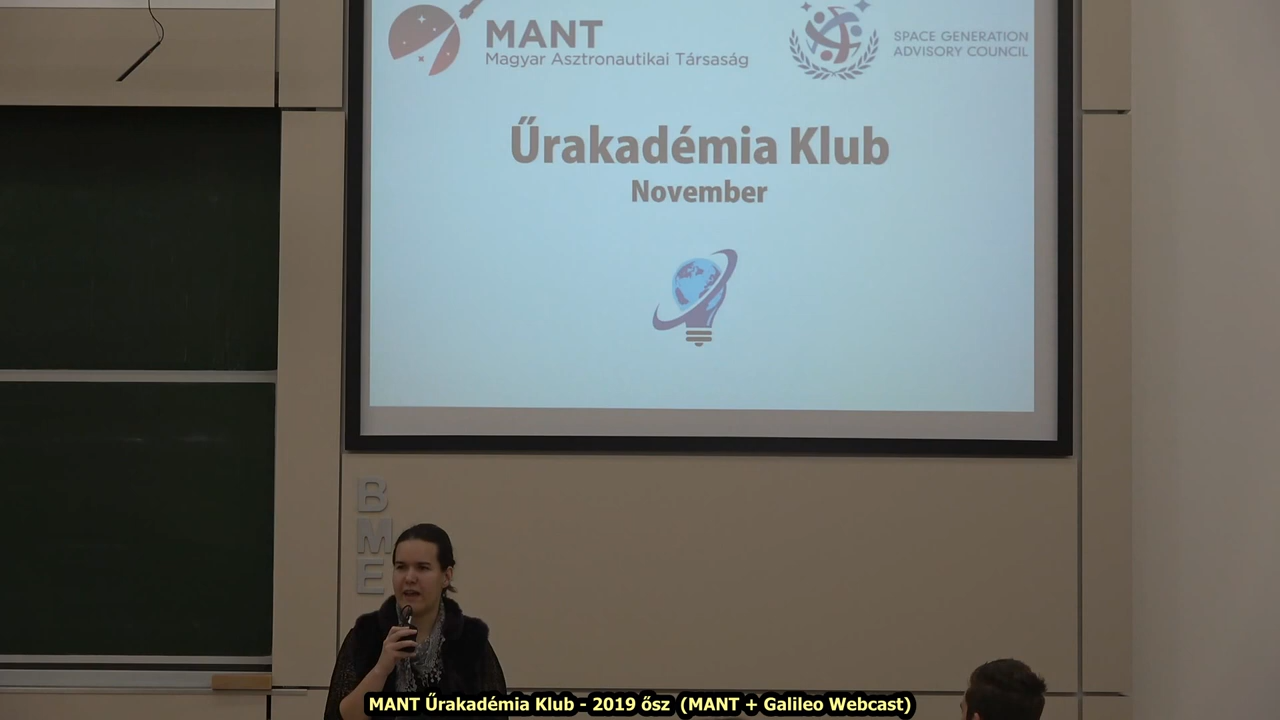 MANT
Magyar Asztronautikai Társaság
SPACE GENERATION
ADVISORY COUNCIL
Űrakadémia Klub
November
BME
MANT Űrakadémia Klub - 2019 ősz (MANT + Galileo Webcast)